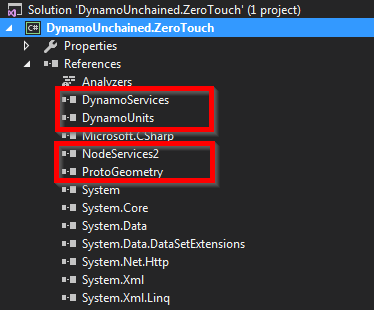 Solution 'DynamoUnchained.ZeroTouch' (1 project)
C# DynamoUnchained.ZeroTouch
Properties
References
Analyzers
DynamoServices
DynamoUnits
Microsoft.CSharp
NodeServices2
ProtoGeometry
System
System.Core
System.Data
System.Data.DataSetExtensions
System.Net.Http
System.Xml
System.Xml.Linq